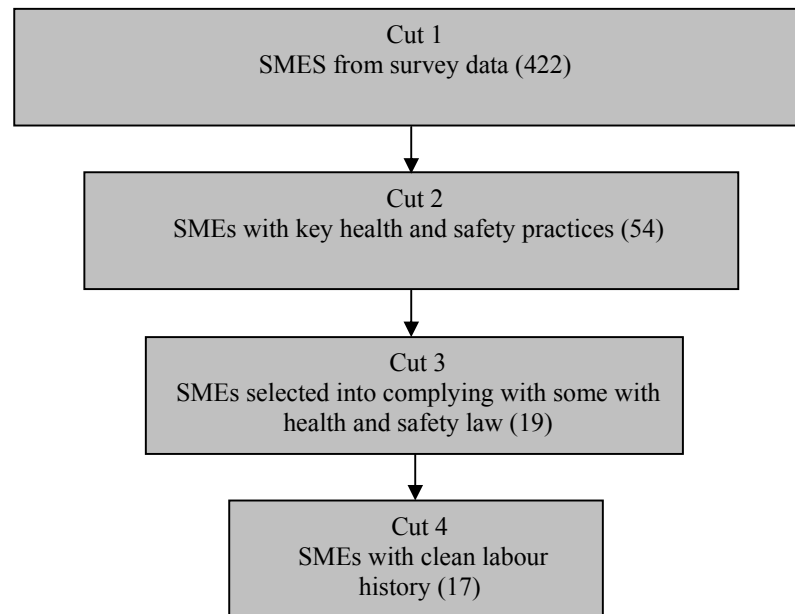 Cut 1
SMES from survey data (422)
Cut 2
SMEs with key health and safety practices (54)
Cut 3
SMEs selected into complying with some with
health and safety law (19)
Cut 4
SMEs with clean labour
history (17)